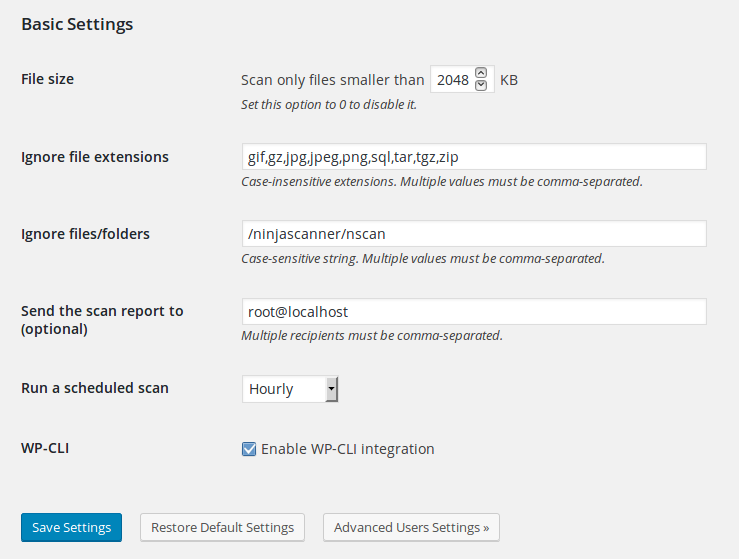 Basic Settings
File size
Scan only files smaller than 2048 KB
Set this option to 0 to disable it.
Ignore file extensions
gif,gz,jpg,jpeg,png,sql,tar,tgz,zip
Case-insensitive extensions. Multiple values must be comma-separated.
Ignore files/folders
/ninjascanner/nscan
Case-sensitive string. Multiple values must be comma-separated.
Send the scan report to
(optional)
root@localhost
Multiple recipients must be comma-separated.
Run a scheduled scan
Hourly
WP-CLI
Enable WP-CLI integration
Save Settings
Restore Default Settings
Advanced Users Settings »